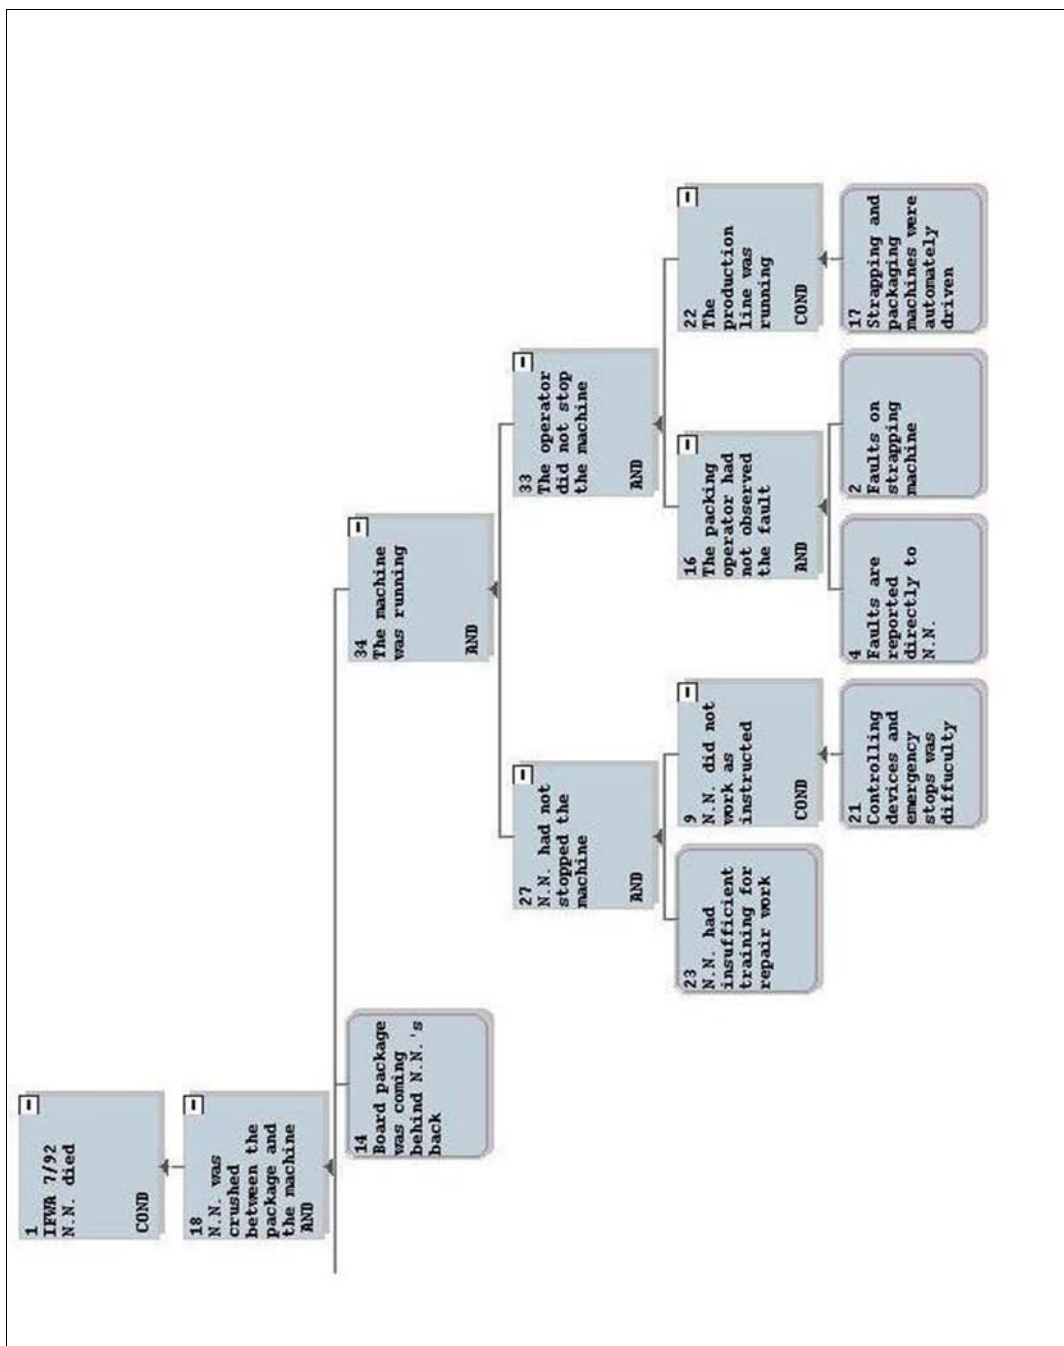 1
IFWA 7/92
N.N. died
COND
18
N.N. was
crushed
between the
package and
the machine
AND
14
Board package
was coming
behind N.N.'s
back
34
The machine
was running
AND
27
N.N. had not
stopped the
machine
AND
33
The operator
did not stop
the machine
AND
23
N.N. had
insufficient
training for
repair work
9
N.N. did not
work as
instructed
COND
16
The packing
operator had
not observed
the fault
AND
22
The
production
line was
running
COND
21
Controlling
devices and
emergency
stops was
diffuculty
4
Faults are
reported
directly to
N.N.
2
Faults on
strapping
machine
17
Strapping and
packaging
machines were
automately
driven